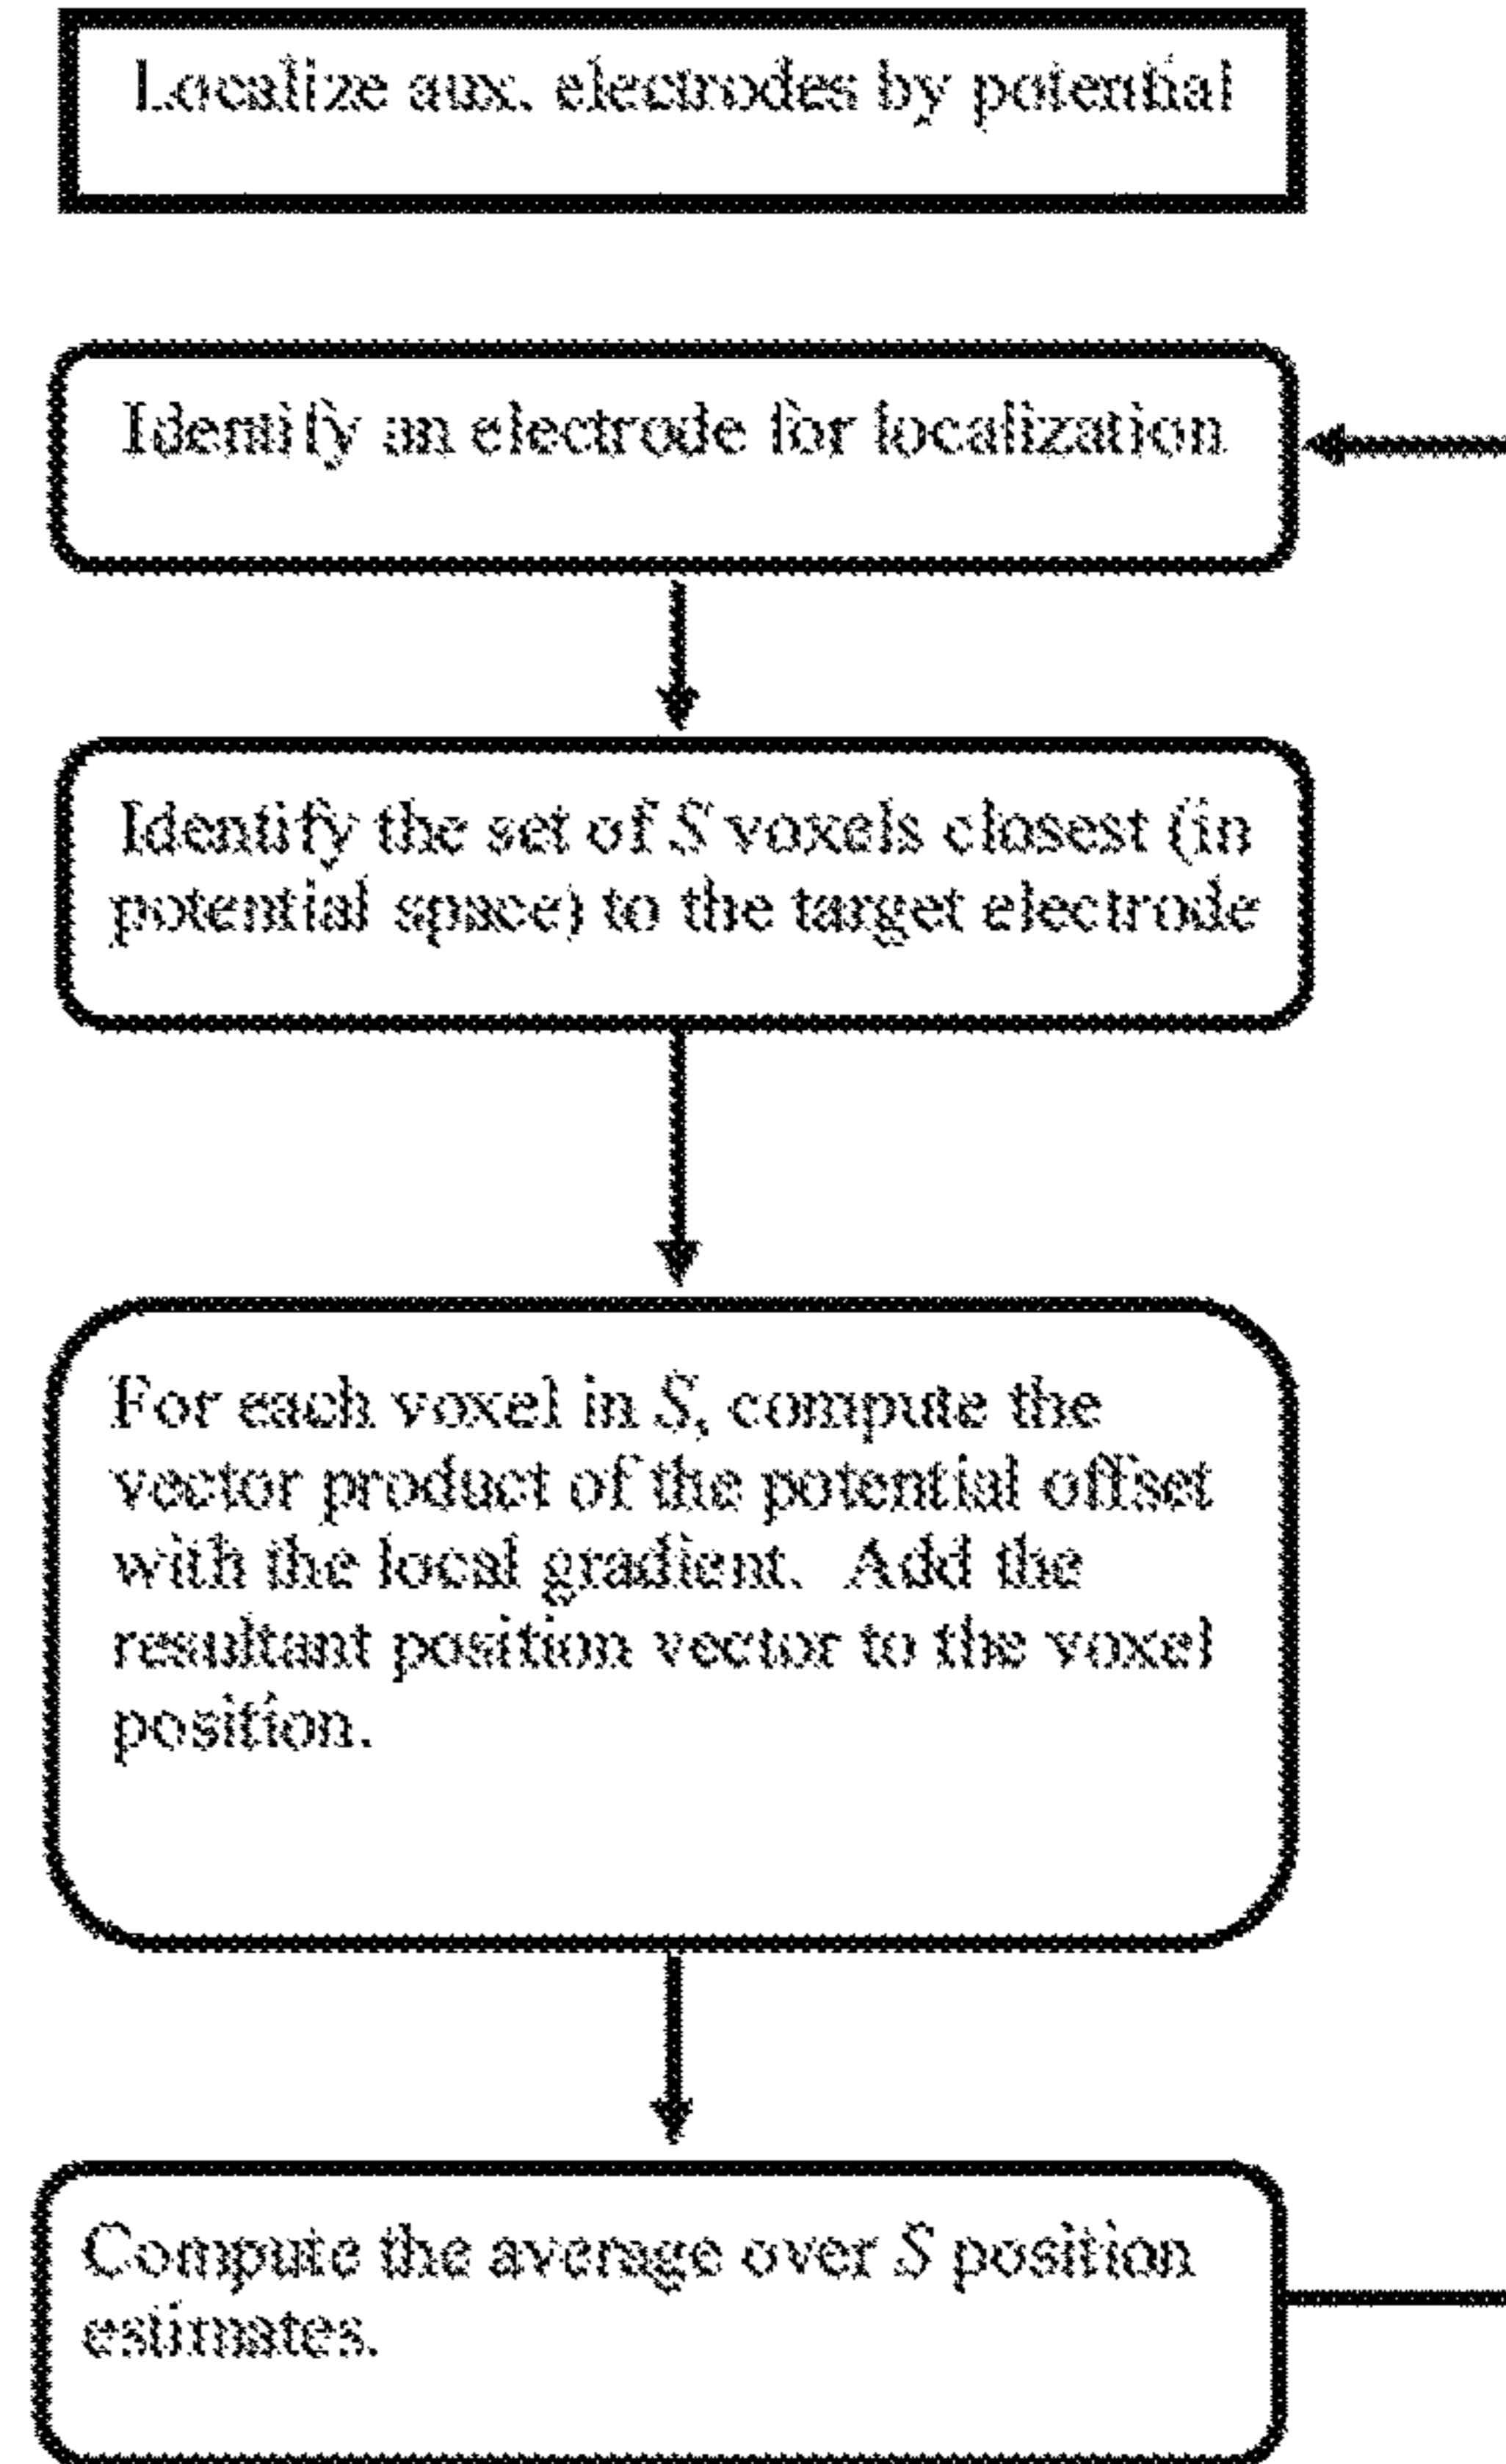 Localize aux. electrodes by potential
Identify an electrode for localization
Identify the set of S voxels closest (in
potential space) to the target electrode
For each voxel in S, compute the
vector product of the potential offset
with the local gradient. Add the
resultant position vector to the voxel
position.
Compute the average over S position
estimates.